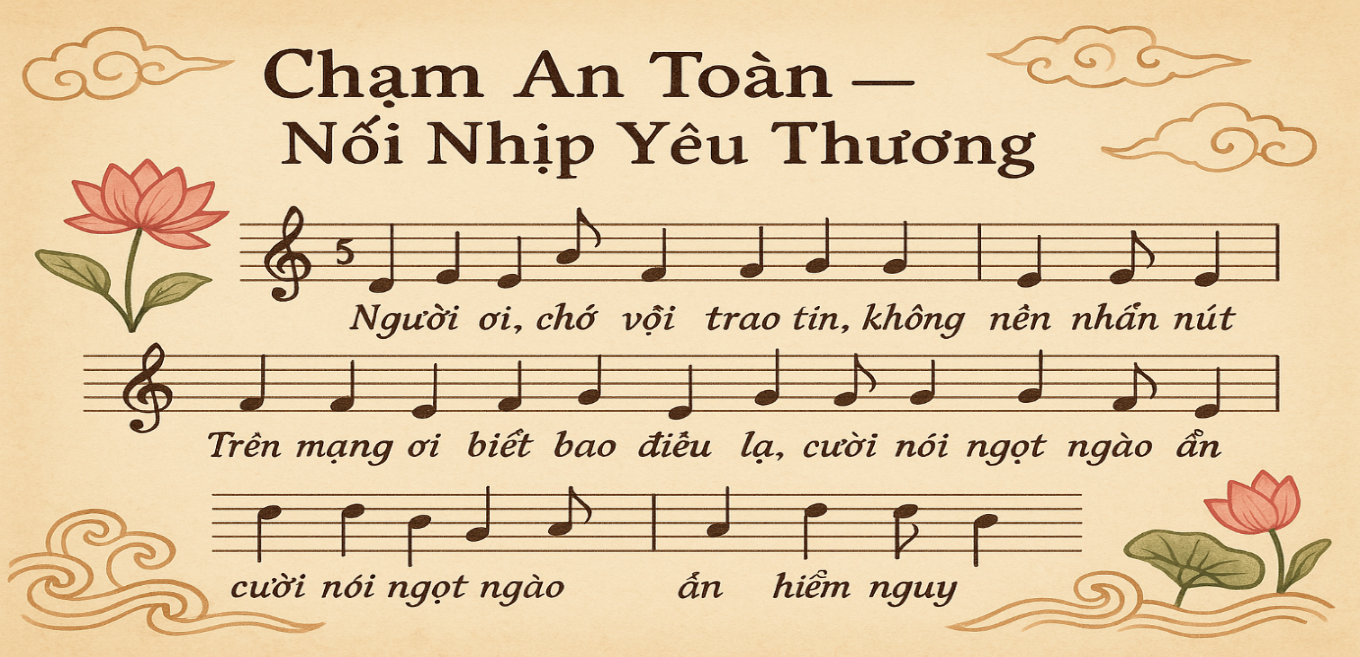 Chạm An Toàn —
Nối Nhịp Yêu Thương
5
Người ơi, chớ vội trao tin, không nên nhấn nút
Trên mạng ơi biết bao điều lạ, cười nói ngọt ngào ẩn
cười nói ngọt ngào ẩn hiểm nguy